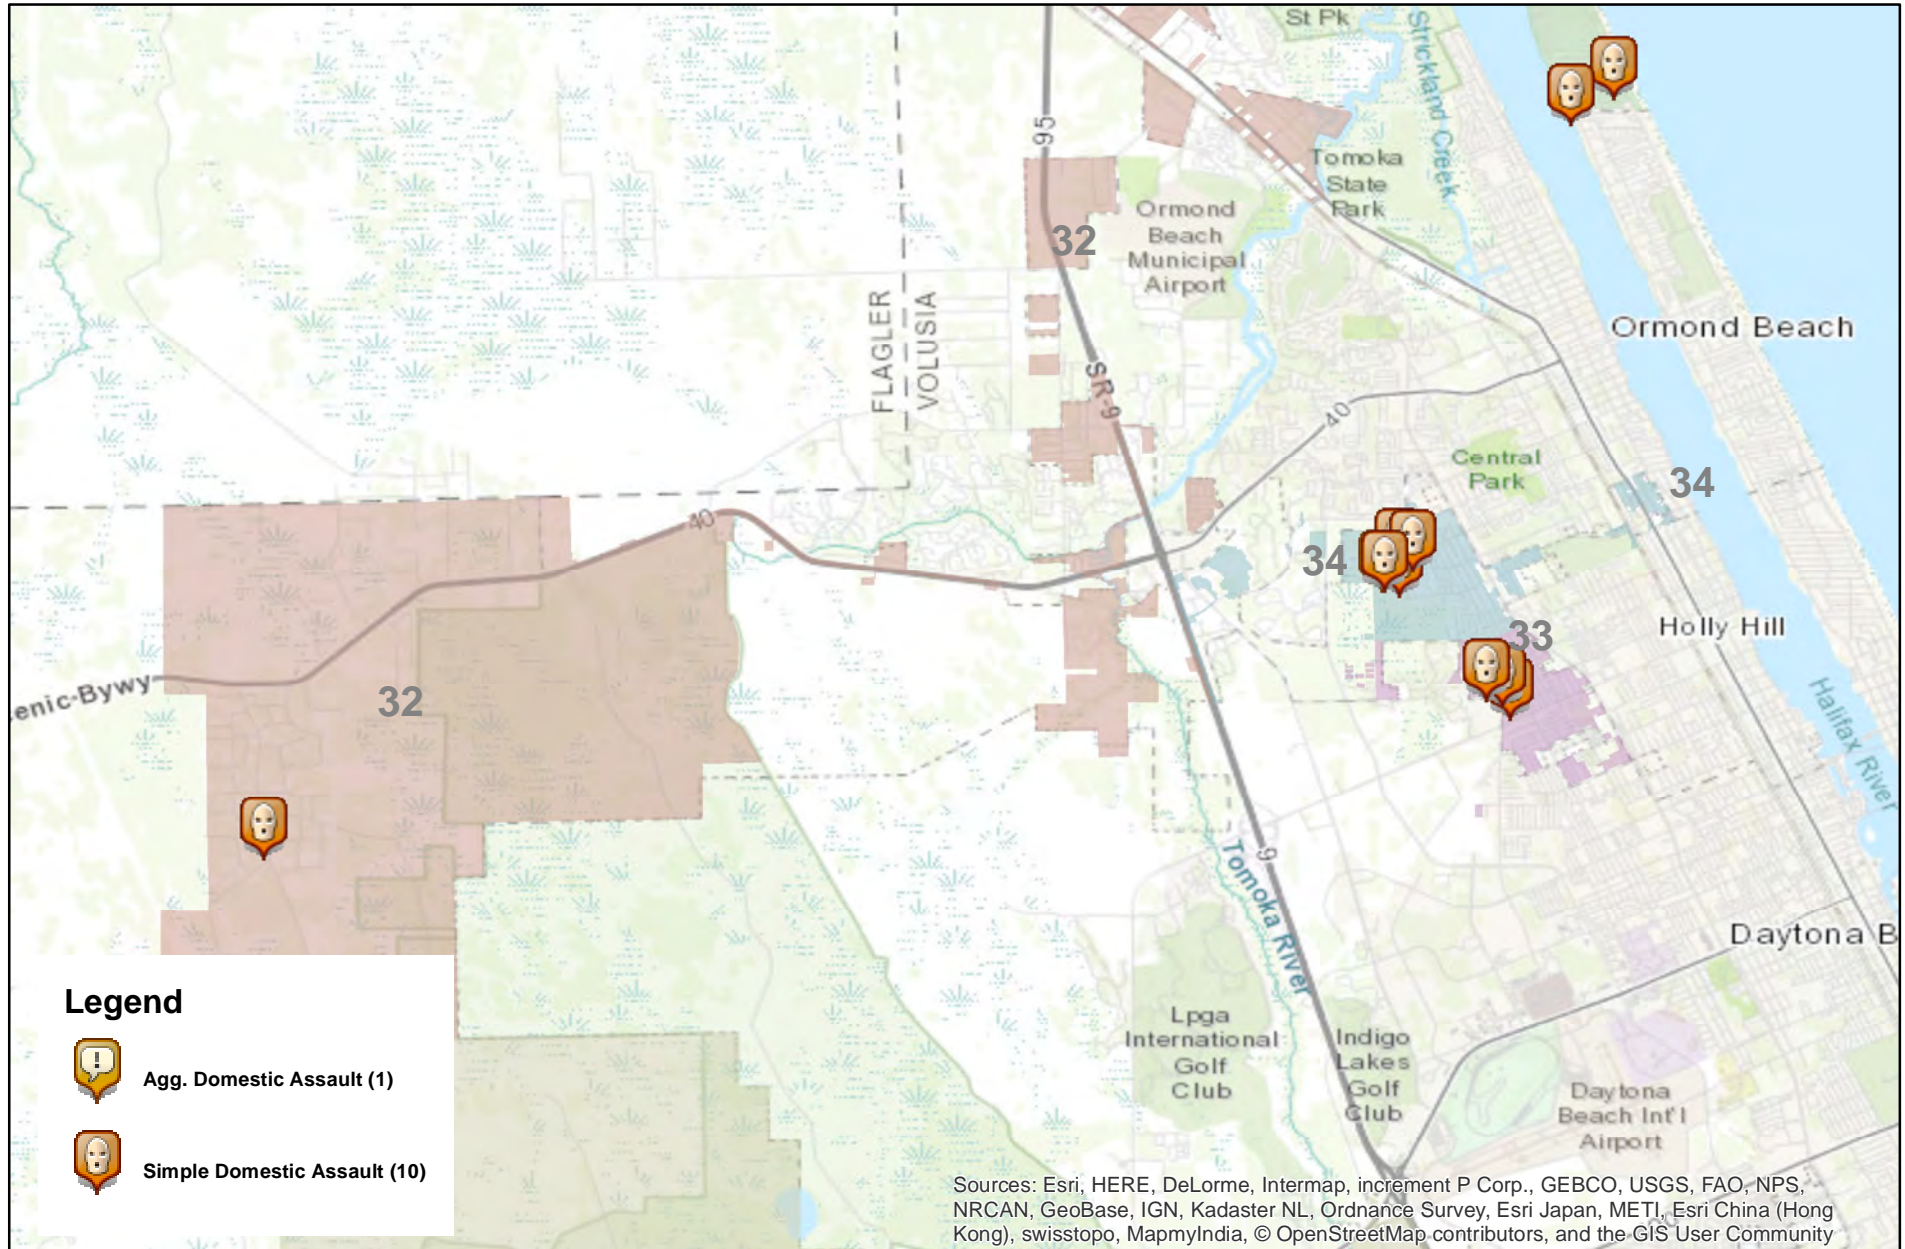 St Pk
Strickland Creek
95
Tomoka
State
Park
Ormond
Beach
Municipal
Airport
32
FLAGLER
VOLUSIA
Ormond Beach
SR-9
40
Central
Park
34
40
34
33
Holly Hill
enic-Bywy
32
Halifax River
9
Tomoka River
Daytona B
Lpga
International
Golf
Club
Indigo
Lakes
Golf
Club
Daytona
Beach Int'l
Airport
Legend
Agg. Domestic Assault (1)
Simple Domestic Assault (10)
Sources: Esri, HERE, DeLorme, Intermap, increment P Corp., GEBCO, USGS, FAO, NPS,
NRCAN, GeoBase, IGN, Kadaster NL, Ordnance Survey, Esri Japan, METI, Esri China (Hong
Kong), swisstopo, MapmyIndia, © OpenStreetMap contributors, and the GIS User Community